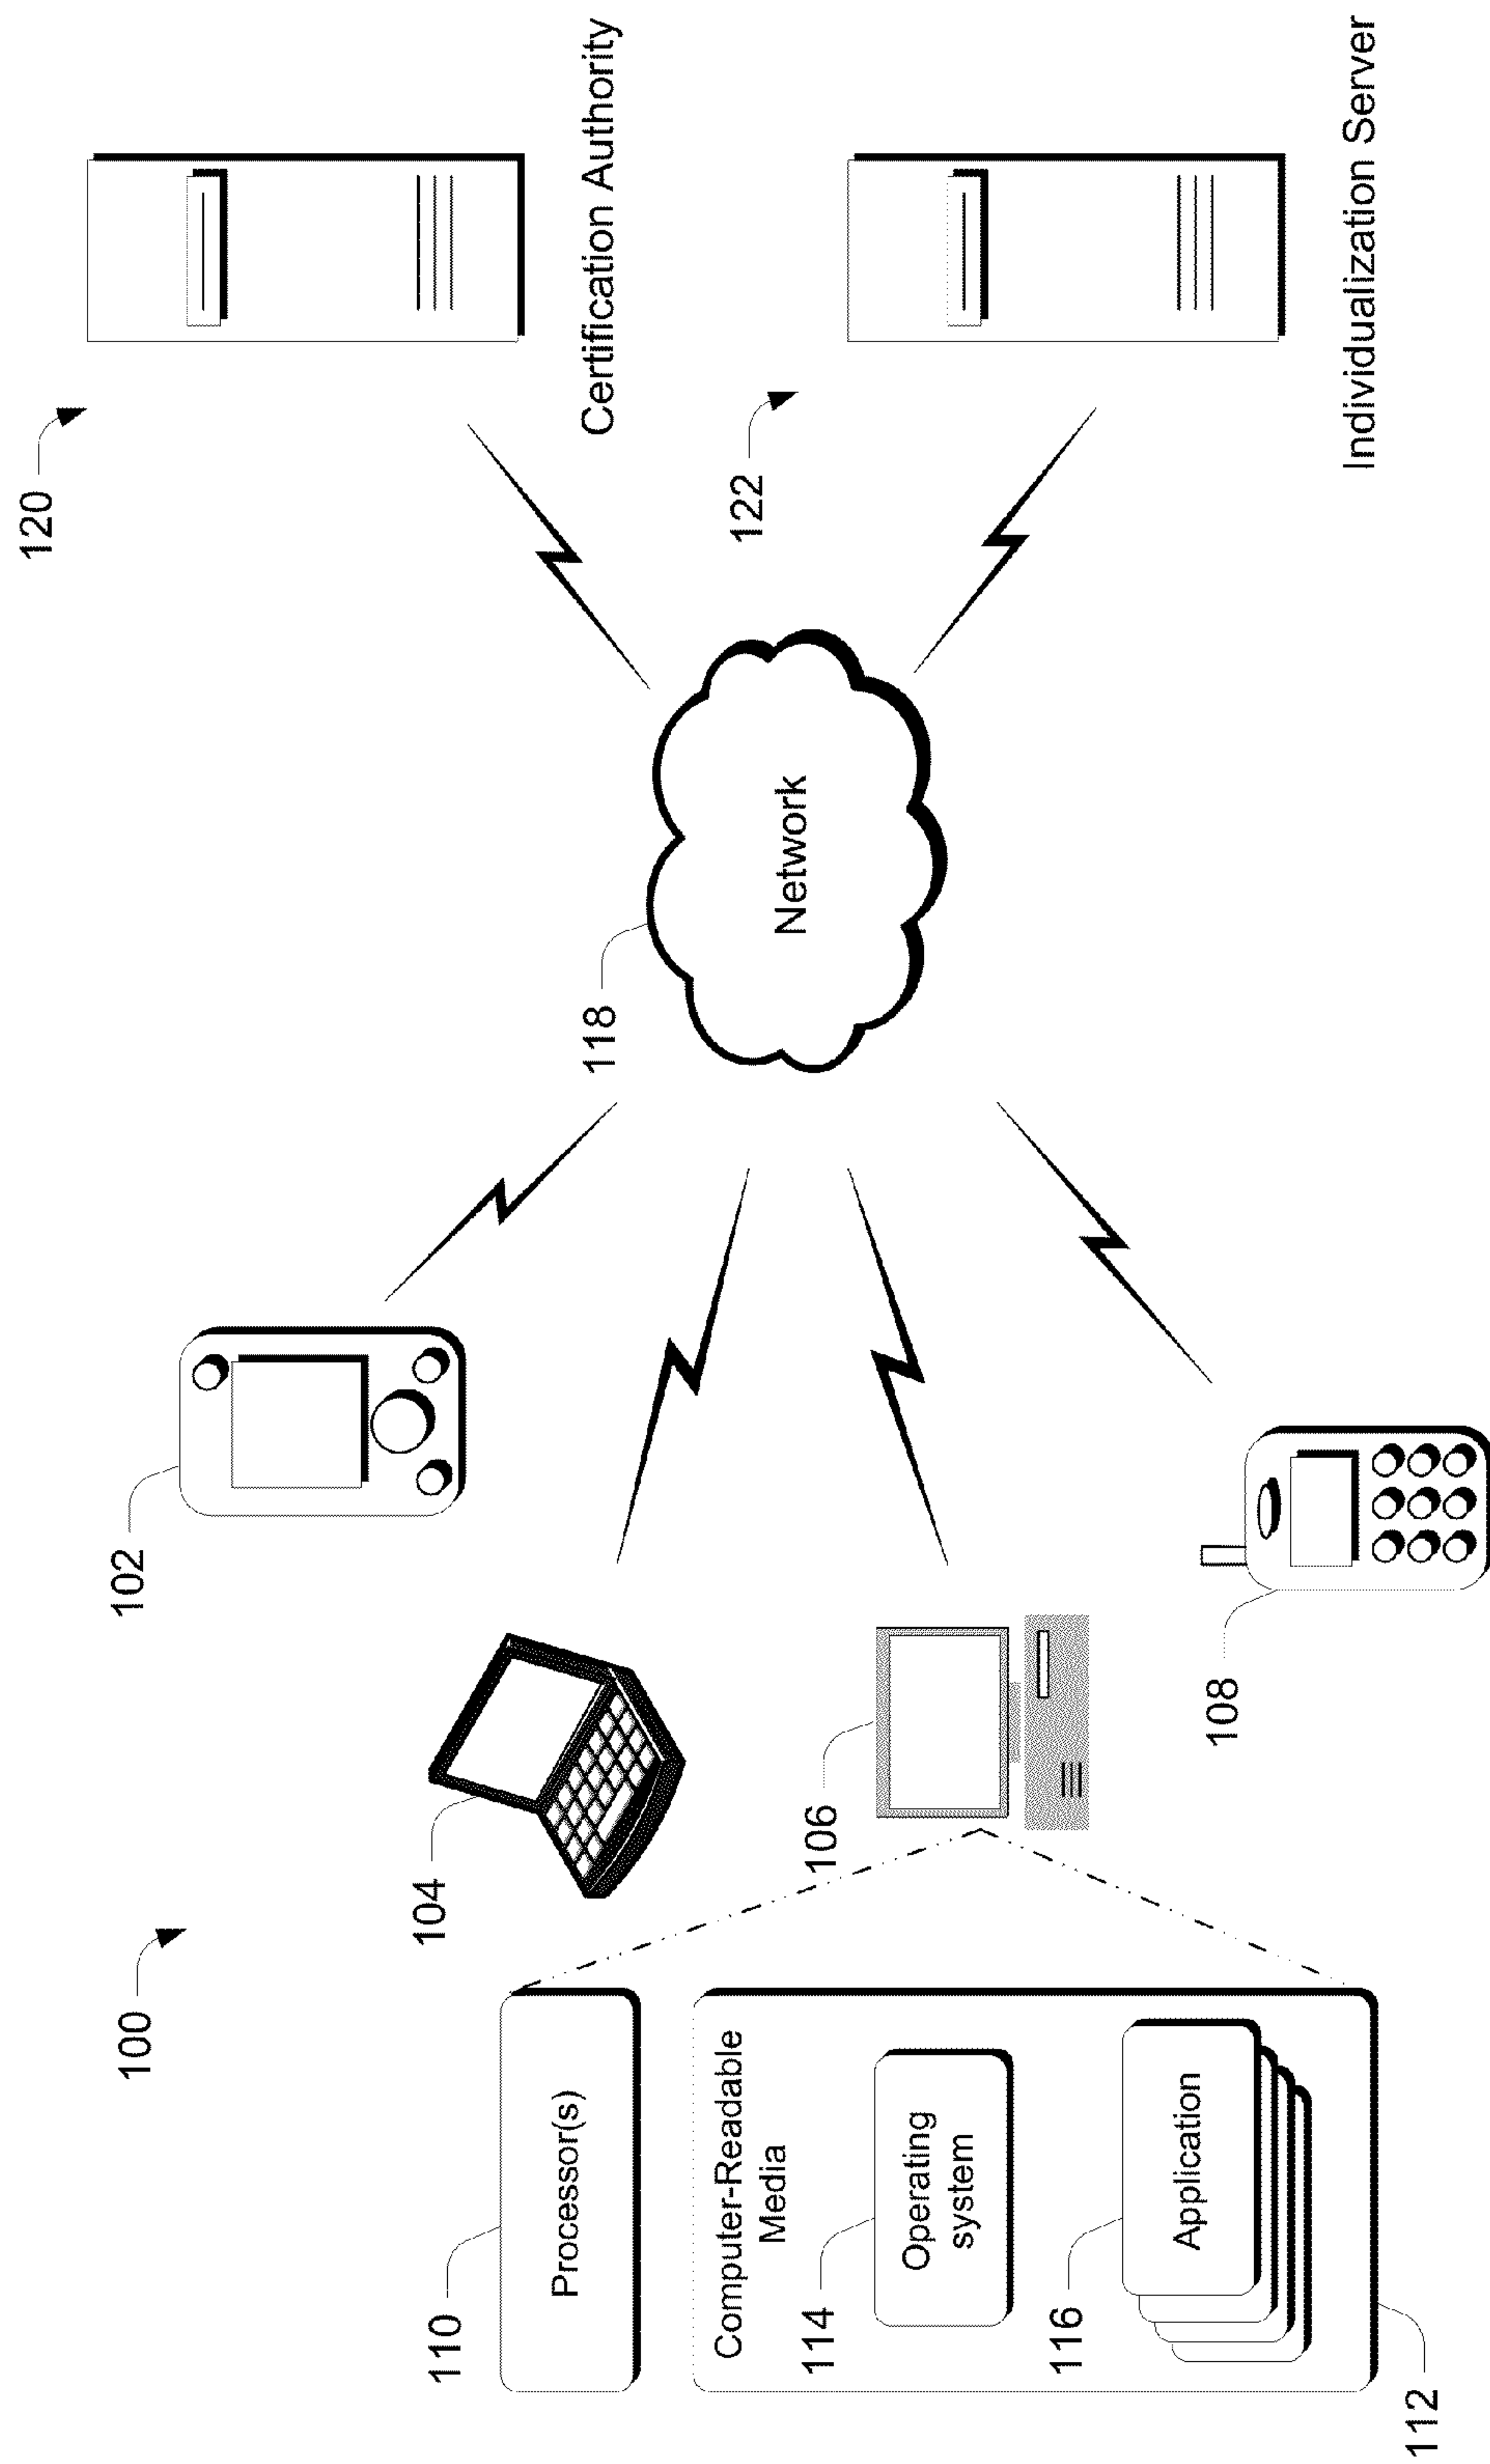 100
110
Processor(s)
Computer-Readable
Media
114
Operating
system
116
Application
112
102
104
106
108
118
Network
120
Certification Authority
122
Individualization Server